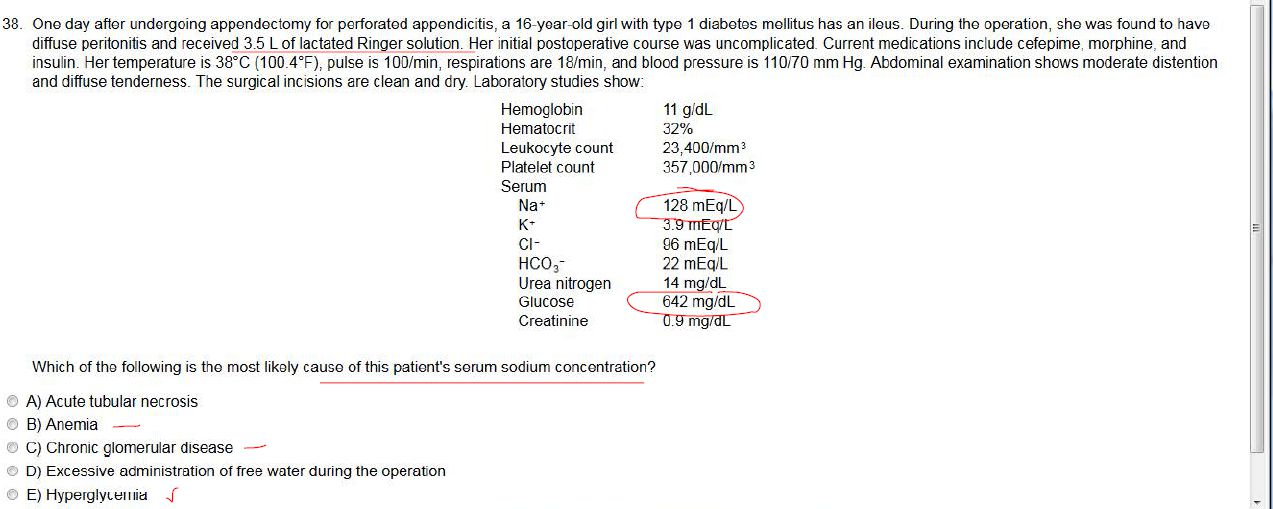 38. One day after undergoing appendectomy for perforated appendicitis, a 16-year-old girl with type 1 diabetes mellitus has an ileus. During the operation, she was found to have
diffuse peritonitis and received 3.5 L of lactated Ringer solution. Her initial postoperative course was uncomplicated. Current medications include cefepime, morphine, and
insulin. Her temperature is 38°C (100.4°F), pulse is 100/min, respirations are 18/min, and blood pressure is 110/70 mm Hg. Abdominal examination shows moderate distention
and diffuse tenderness. The surgical incisions are clean and dry. Laboratory studies show:
Hemoglobin 11 g/dL
Hematocrit 32%
Leukocyte count 23,400/mm³
Platelet count 357,000/mm³
Serum
Na⁺ 128 mEq/L
K⁺ 3.9 mEq/L
Cl⁻ 96 mEq/L
HCO₃⁻ 22 mEq/L
Urea nitrogen 14 mg/dL
Glucose 642 mg/dL
Creatinine 0.9 mg/dL
Which of the following is the most likely cause of this patient's serum sodium concentration?
A) Acute tubular necrosis
B) Anemia
C) Chronic glomerular disease
D) Excessive administration of free water during the operation
E) Hyperglycemia